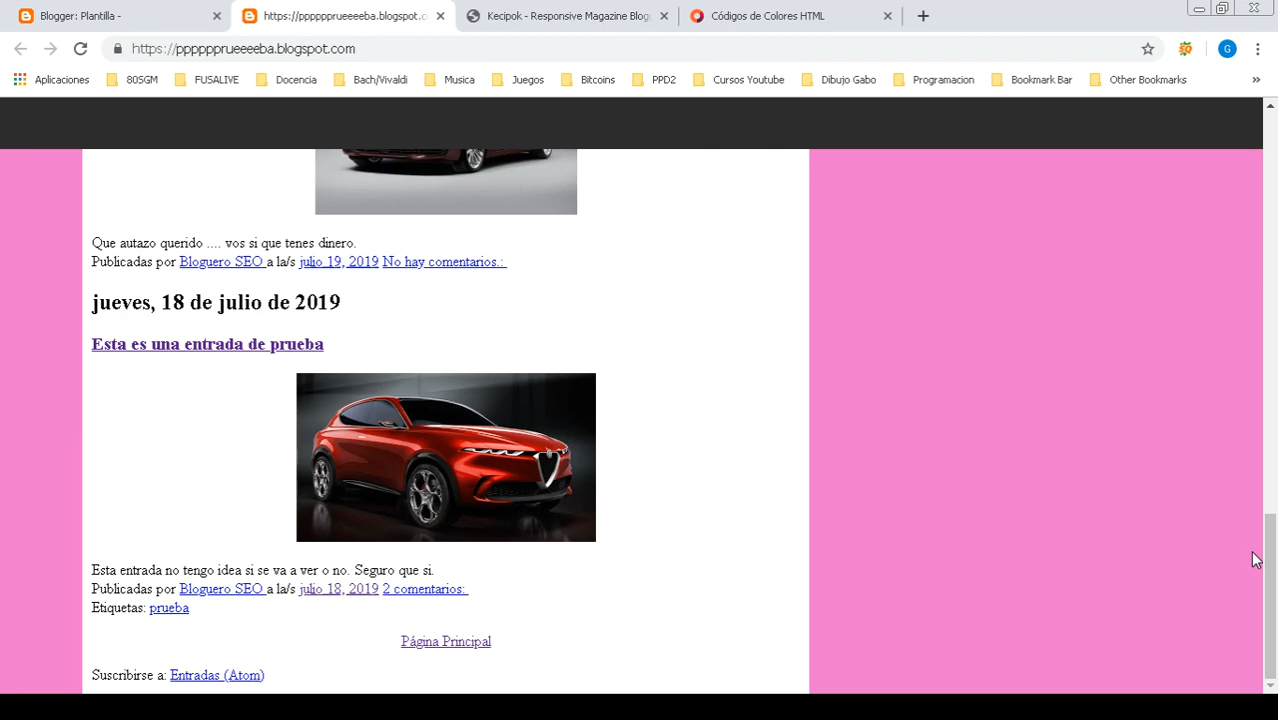 Blogger: Plantilla -
https://ppppppprueeeeba.blogspot.c
Kecipok - Responsive Magazine Blog
Códigos de Colores HTML
https://ppppppprueeeeba.blogspot.com
G
Aplicaciones
80SGM
FUSALIVE
Docencia
Bach/Vivaldi
Musica
Juegos
Bitcoins
PPD2
Cursos Youtube
Dibujo Gabo
Programacion
Bookmark Bar
Other Bookmarks
Que autazo querido .... vos si que tenes dinero.
Publicadas por Bloguero SEO a la/s julio 19, 2019 No hay comentarios.:
jueves, 18 de julio de 2019
Esta es una entrada de prueba
Esta entrada no tengo idea si se va a ver o no. Seguro que si.
Publicadas por Bloguero SEO a la/s julio 18, 2019 2 comentarios:
Etiquetas: prueba
Página Principal
Suscribirse a: Entradas (Atom)